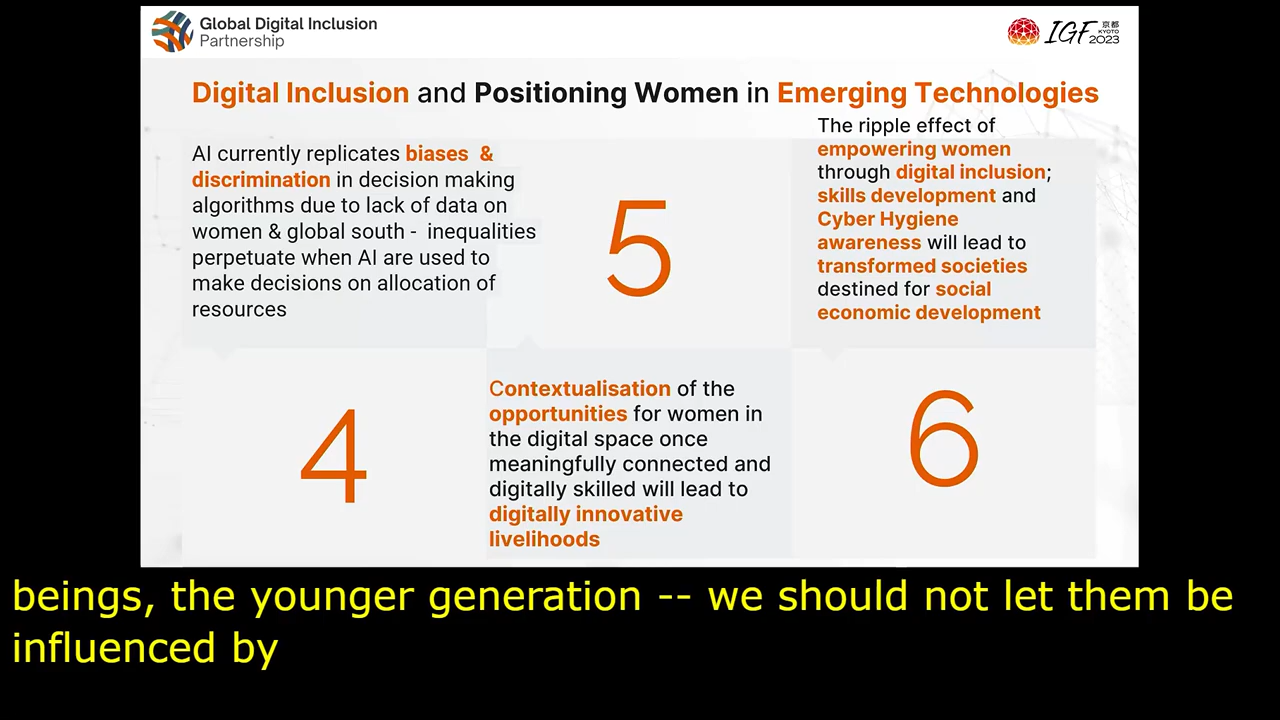 Global Digital Inclusion
Partnership
IGF 京都
KYOTO
2023
Digital Inclusion and Positioning Women in Emerging Technologies
AI currently replicates biases &
discrimination in decision making
algorithms due to lack of data on
women & global south - inequalities
perpetuate when AI are used to
make decisions on allocation of
resources
4
5
Contextualisation of the
opportunities for women in
the digital space once
meaningfully connected and
digitally skilled will lead to
digitally innovative
livelihoods
The ripple effect of
empowering women
through digital inclusion;
skills development and
Cyber Hygiene
awareness will lead to
transformed societies
destined for social
economic development
6
beings, the younger generation -- we should not let them be
influenced by